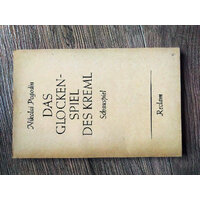 Nikolai Pogodin
DAS
GLOCKEN-
SPIEL
DES KREML
Schauspiel
Reclam